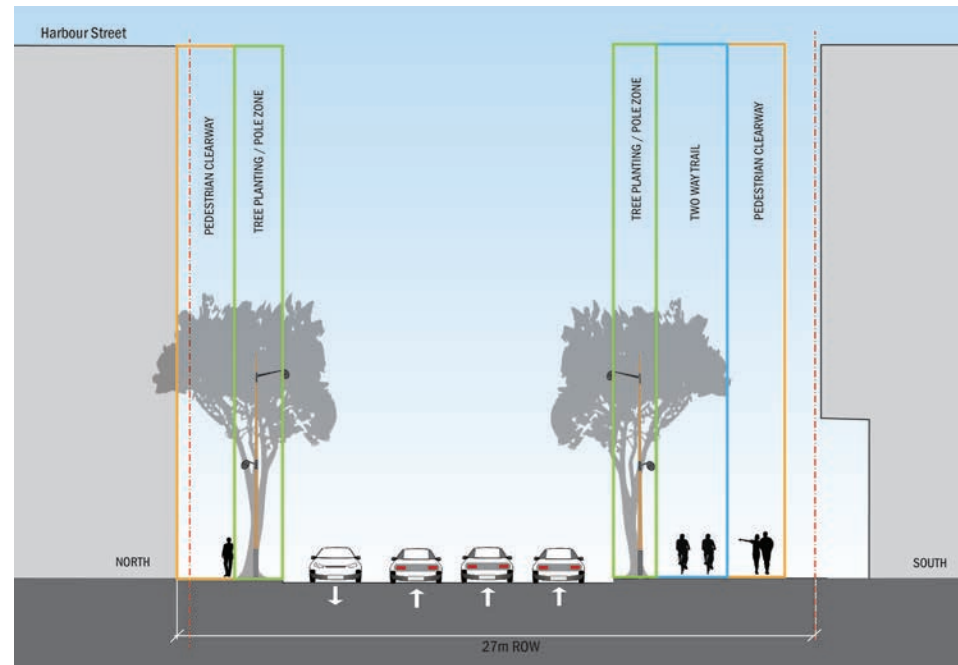 Harbour Street
PEDESTRIAN CLEARWAY
TREE PLANTING / POLE ZONE
TREE PLANTING / POLE ZONE
TWO WAY TRAIL
PEDESTRIAN CLEARWAY
NORTH
SOUTH
27m ROW